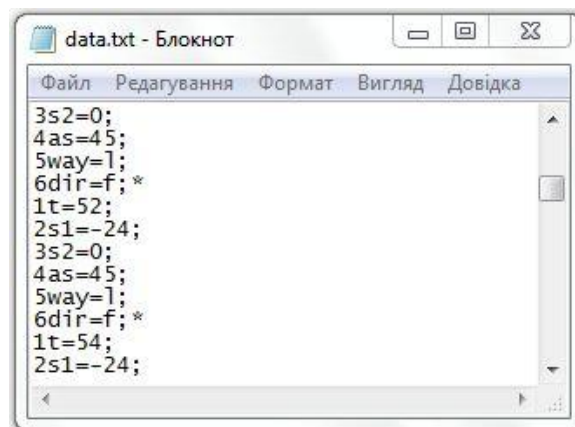 data.txt - Блокнот
Файл Редагування Формат Вигляд Довідка
3s2=0;
4as=45;
5way=l;
6dir=f;*
1t=52;
2s1=-24;
3s2=0;
4as=45;
5way=l;
6dir=f;*
1t=54;
2s1=-24;